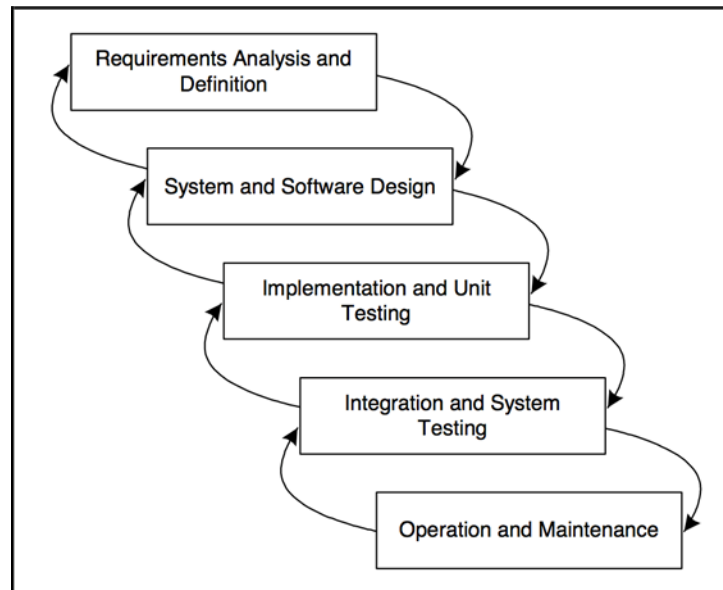 Requirements Analysis and
Definition
System and Software Design
Implementation and Unit
Testing
Integration and System
Testing
Operation and Maintenance